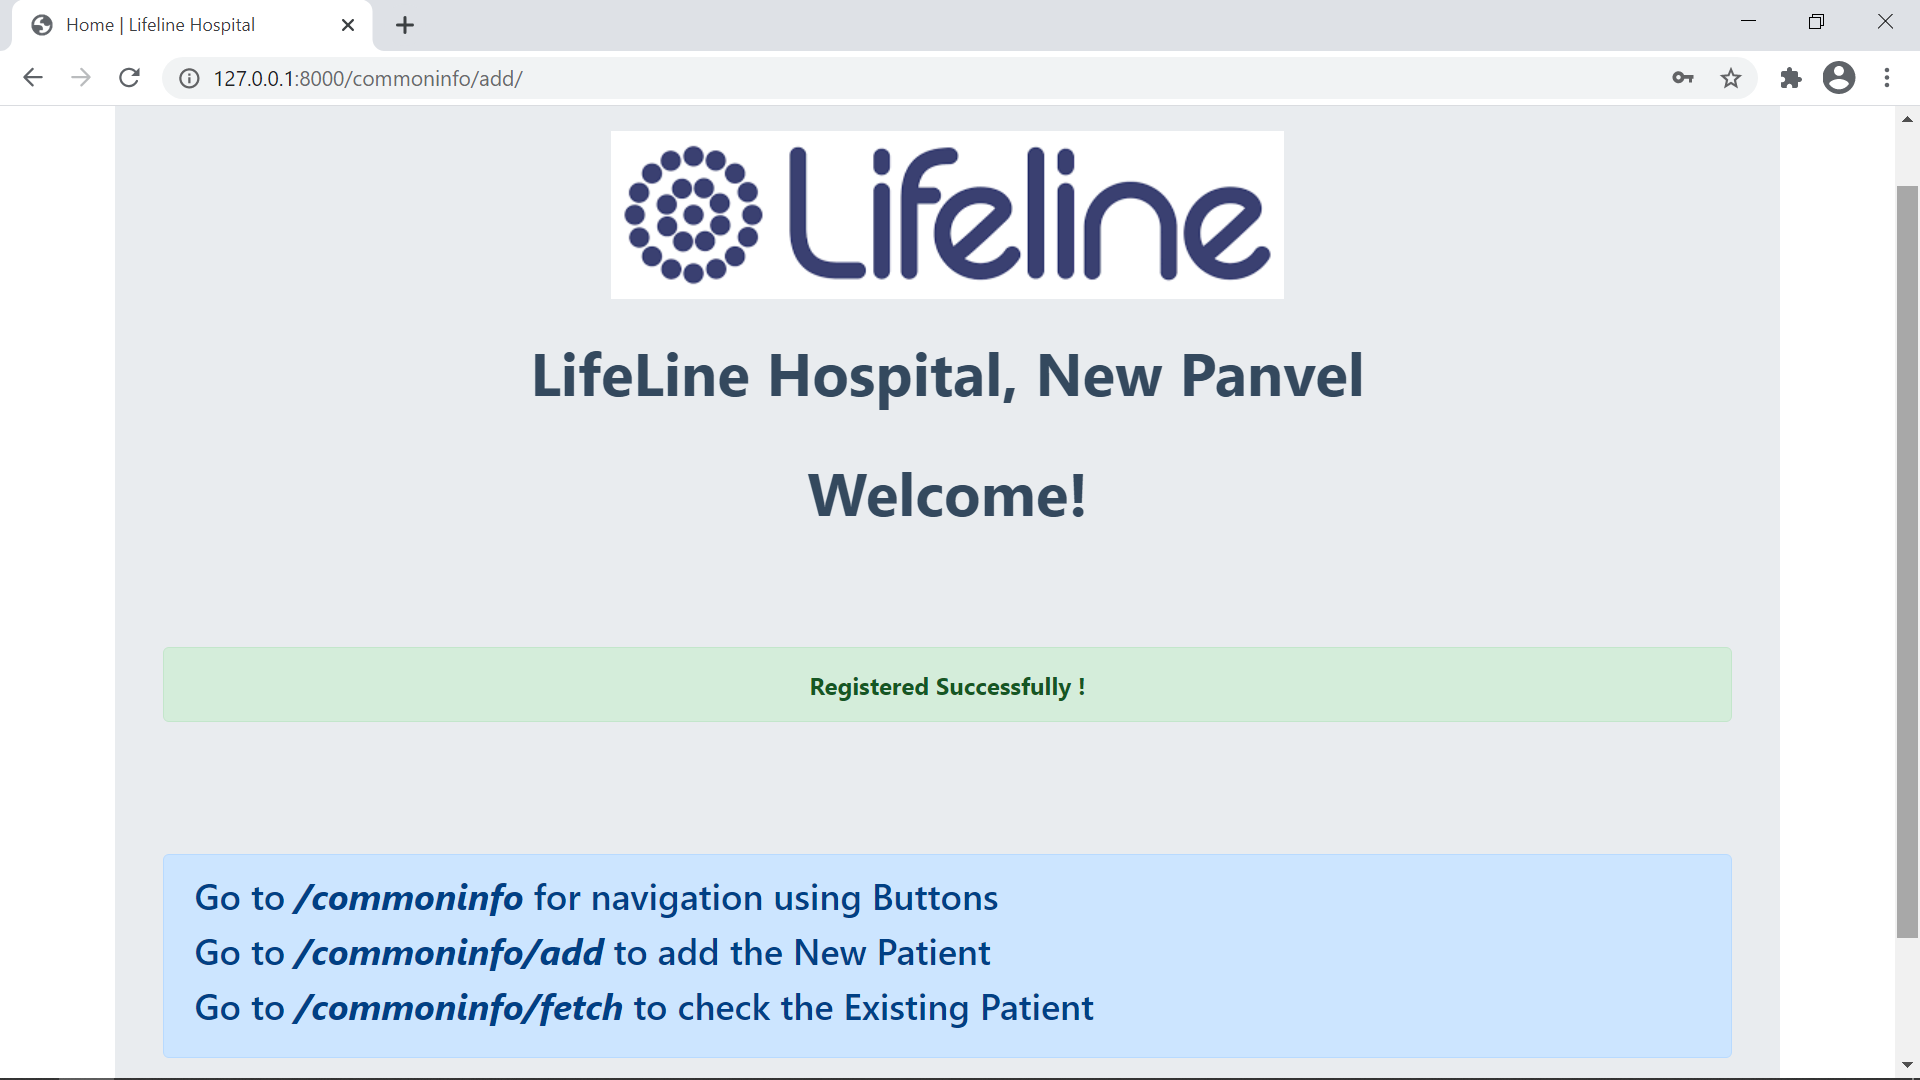 Home | Lifeline Hospital
127.0.0.1:8000/commoninfo/add/
Lifeline
LifeLine Hospital, New Panvel
Welcome!
Registered Successfully !
Go to /commoninfo for navigation using Buttons
Go to /commoninfo/add to add the New Patient
Go to /commoninfo/fetch to check the Existing Patient